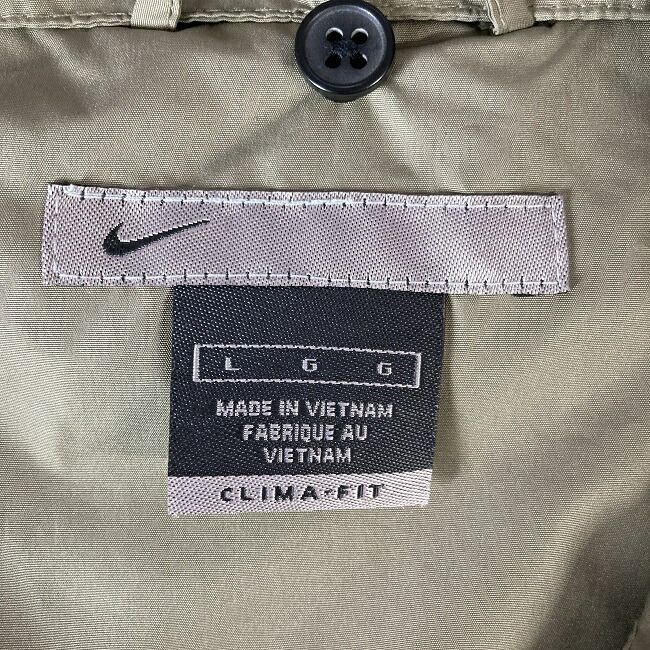 L G G
MADE IN VIETNAM
FABRIQUE AU
VIETNAM
CLIMA-FIT